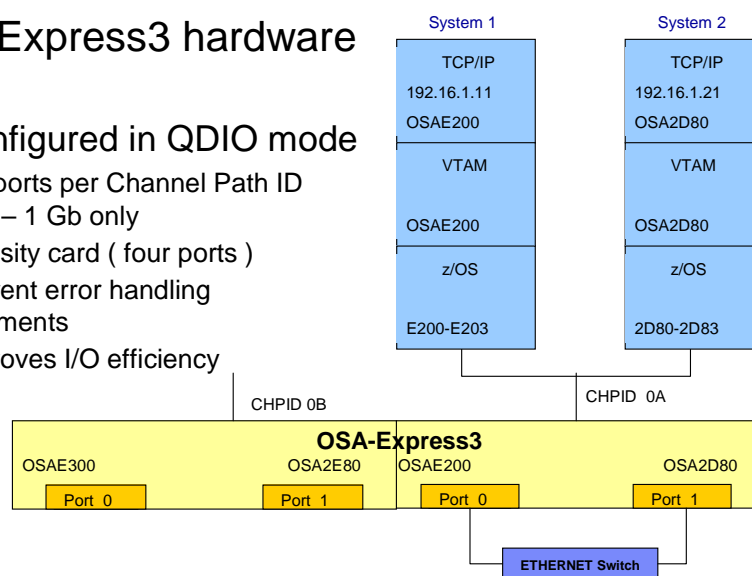 Express3 hardware
nfigured in QDIO mode
ports per Channel Path ID
– 1 Gb only
sity card ( four ports )
rent error handling
ments
oves I/O efficiency
System 1
TCP/IP
192.16.1.11
OSAE200
VTAM
OSAE200
z/OS
E200-E203
System 2
TCP/IP
192.16.1.21
OSA2D80
VTAM
OSA2D80
z/OS
2D80-2D83
CHPID 0B
CHPID 0A
OSA-Express3
OSAE300
OSA2E80
OSAE200
OSA2D80
Port 0
Port 1
Port 0
Port 1
ETHERNET Switch